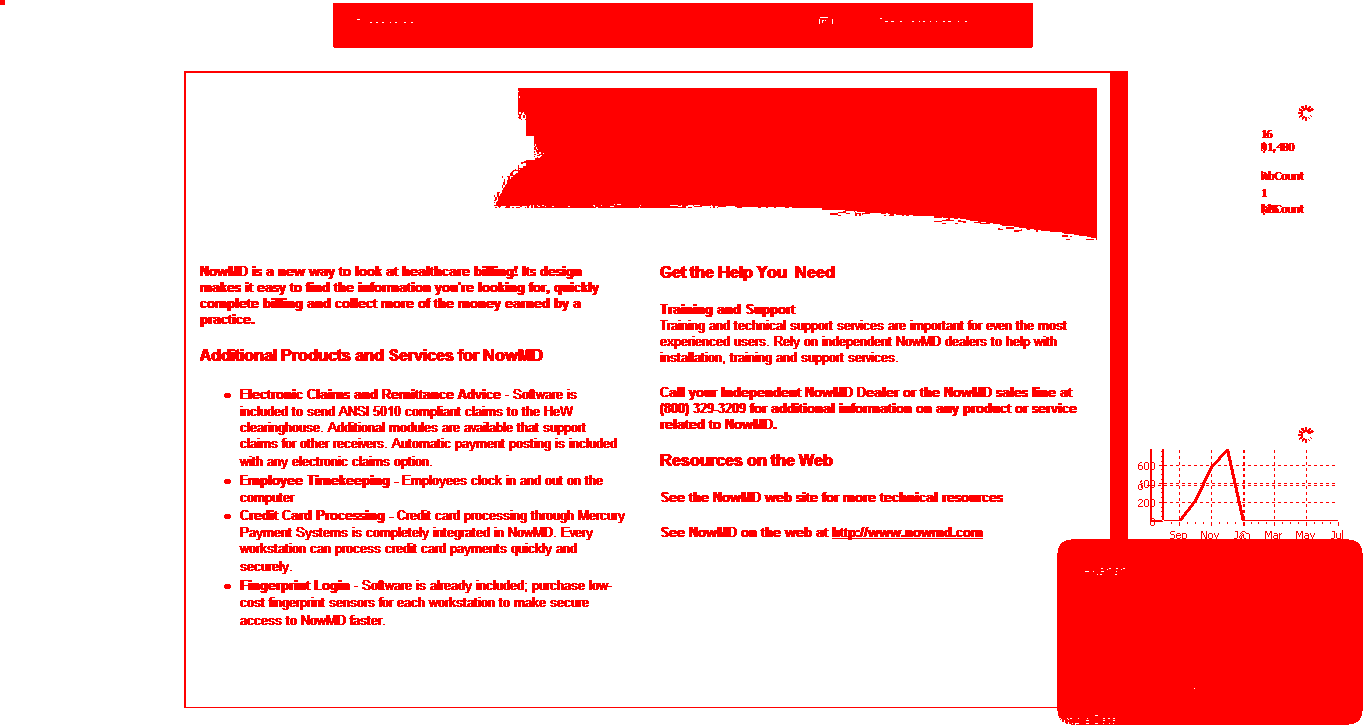 16
$1,480
Count
1
Count
NowMD is a new way to look at healthcare billing! Its design
makes it easy to find the information you're looking for, quickly
complete billing and collect more of the money earned by a
practice.
Additional Products and Services for NowMD
• Electronic Claims and Remittance Advice - Software is
included to send ANSI 5010 compliant claims to the HeW
clearinghouse. Additional modules are available that support
claims for other receivers. Automatic payment posting is included
with any electronic claims option.
• Employee Timekeeping - Employees clock in and out on the
computer
• Credit Card Processing - Credit card processing through Mercury
Payment Systems is completely integrated in NowMD. Every
workstation can process credit card payments quickly and
securely.
• Fingerprint Login - Software is already included; purchase low-
cost fingerprint sensors for each workstation to make secure
access to NowMD faster.
Get the Help You Need
Training and Support
Training and technical support services are important for even the most
experienced users. Rely on independent NowMD dealers to help with
installation, training and support services.
Call your Independent NowMD Dealer or the NowMD sales line at
(800) 329-3209 for additional information on any product or service
related to NowMD.
Resources on the Web
See the NowMD web site for more technical resources
See NowMD on the web at http://www.nowmd.com
600
400
200
Sep Nov Jan Mar May Jul